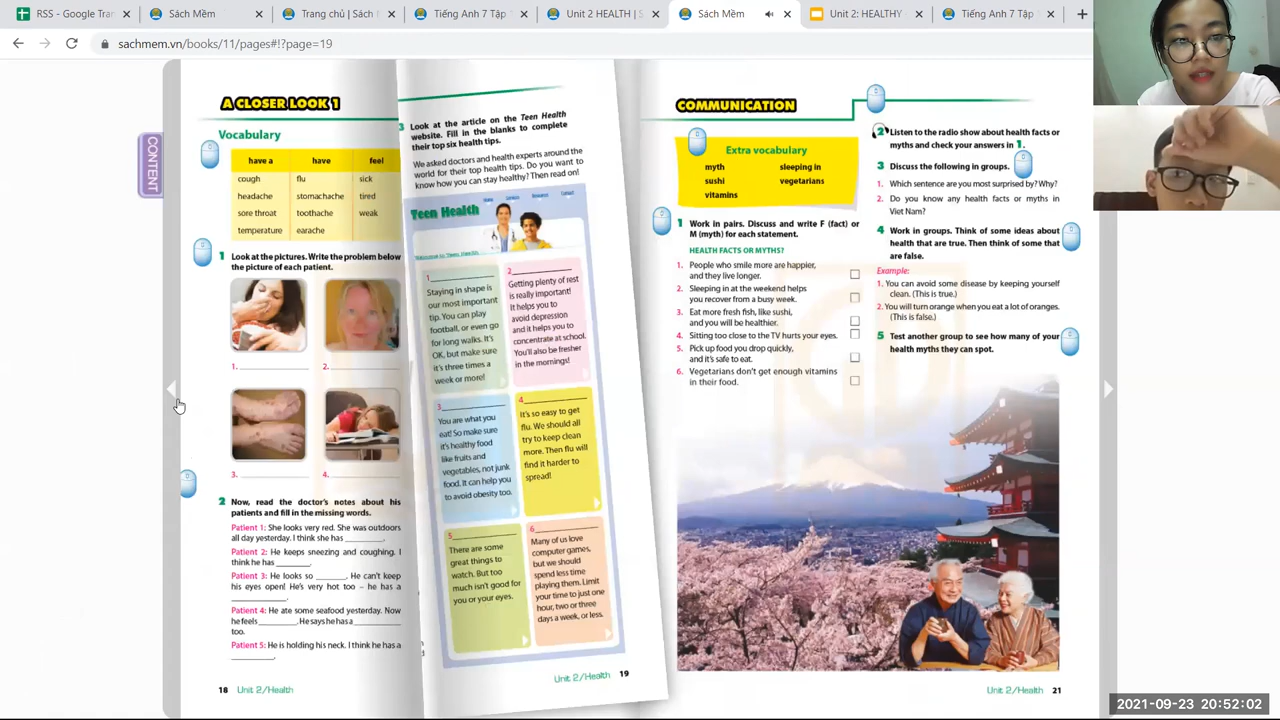 RSS - Google
Sách Mềm
Trang chủ | Sách
Tiếng Anh 7 Tập
Unit 2: HEALTH | S
Sách Mềm
Unit 2: HEALTHY
Tiếng Anh 7 Tập
sachmem.vn/books/11/pages#!?page=19
CONTENT
A CLOSER LOOK 1
Vocabulary
have a have feel
cough flu sick
headache stomachache tired
sore throat toothache weak
temperature earache
1 Look at the pictures. Write the problem below
the picture of each patient.
1. ____________ 2. ____________
3. ____________ 4. ____________
2 Now, read the doctor's notes about his
patients and fill in the missing words.
Patient 1: She looks very red. She was outdoors
all day yesterday. I think she has ________.
Patient 2: He keeps sneezing and coughing. I
think he has _______.
Patient 3: He looks so ______. He can't keep
his eyes open! He's very hot too – he has a
____________.
Patient 4: He ate some seafood yesterday. Now
he feels ________. He says he has a __________
too.
Patient 5: He is holding his neck. I think he has a
_________.
18 Unit 2/Health
3 Look at the article on the Teen Health
website. Fill in the blanks to complete
their top six health tips.
We asked doctors and health experts around the
world for their top health tips. Do you want to
know how you can stay healthy? Then read on!
Home Resource Contact
Teen Health
Welcome to Teen Health
1____________
Staying in shape is
our most important
tip. You can play
football, or even go
for long walks. It's
OK, but make sure
it's three times a
week or more!
2____________
Getting plenty of rest
is really important!
It helps you to
avoid depression
and it helps you to
concentrate at school.
You'll also be fresher
in the mornings!
3____________
You are what you
eat! So make sure
it's healthy food
like fruits and
vegetables, not junk
food. It can help you
to avoid obesity too.
4____________
It's so easy to get
flu. We should all
try to keep clean
more. Then flu will
find it harder to
spread!
5____________
There are some
great things to
watch. But too
much isn't good for
you or your eyes.
6____________
Many of us love
computer games,
but we should
spend less time
playing them. Limit
your time to just one
hour, two or three
days a week, or less.
Unit 2/Health 19
COMMUNICATION
Extra vocabulary
myth sleeping in
sushi vegetarians
vitamins
1 Work in pairs. Discuss and write F (fact) or
M (myth) for each statement.
HEALTH FACTS OR MYTHS?
1. People who smile more are happier,
and they live longer.
2. Sleeping in at the weekend helps
you recover from a busy week.
3. Eat more fresh fish, like sushi,
and you will be healthier.
4. Sitting too close to the TV hurts your eyes.
5. Pick up food you drop quickly,
and it's safe to eat.
6. Vegetarians don't get enough vitamins
in their food.
2 Listen to the radio show about health facts or
myths and check your answers in 1.
3 Discuss the following in groups.
1. Which sentence are you most surprised by? Why?
2. Do you know any health facts or myths in
Viet Nam?
4 Work in groups. Think of some ideas about
health that are true. Then think of some that
are false.
Example:
1. You can avoid some disease by keeping yourself
clean. (This is true.)
2. You will turn orange when you eat a lot of oranges.
(This is false.)
5 Test another group to see how many of your
health myths they can spot.
Unit 2/Health 21
2021-09-23 20:52:02